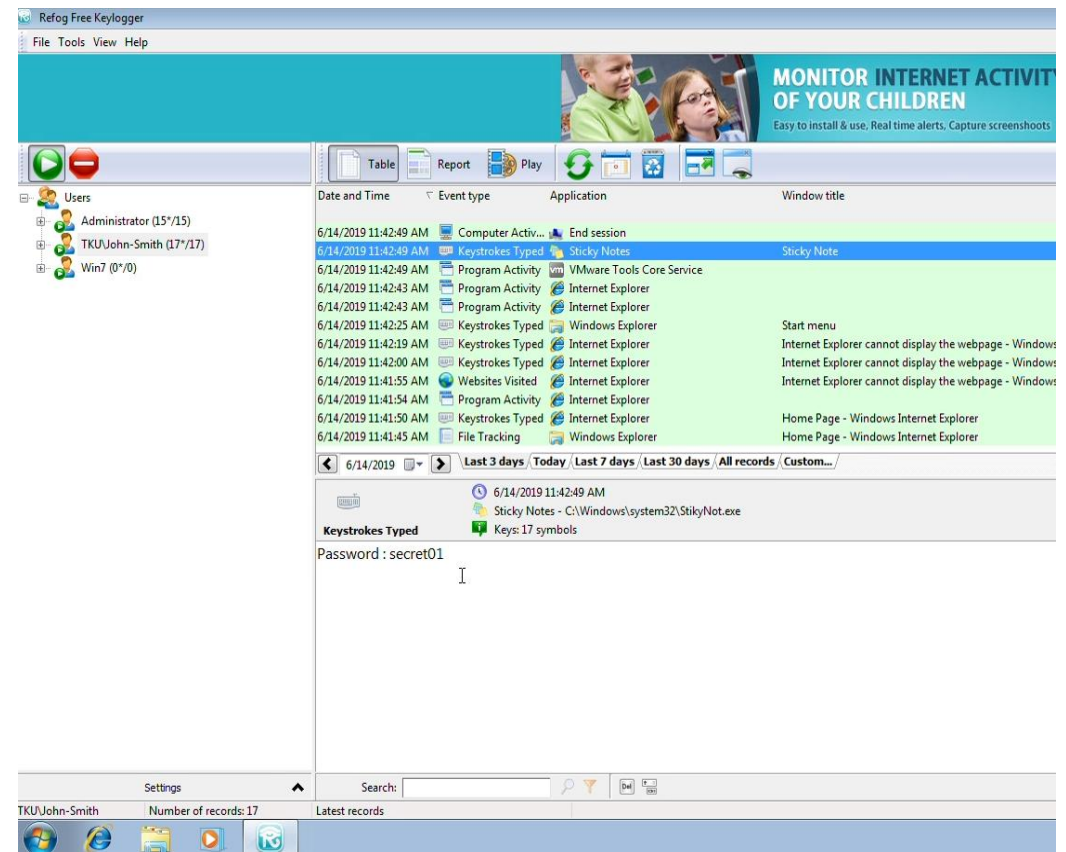 Refog Free Keylogger
File Tools View Help
MONITOR INTERNET ACTIVITY
OF YOUR CHILDREN
Easy to install & use, Real time alerts, Capture screenshoots
Table Report Play
Users
Administrator (15*/15)
TKU\John-Smith (17*/17)
Win7 (0*/0)
Date and Time Event type Application Window title
6/14/2019 11:42:49 AM Computer Activ... End session
6/14/2019 11:42:49 AM Keystrokes Typed Sticky Notes Sticky Note
6/14/2019 11:42:49 AM Program Activity VMware Tools Core Service
6/14/2019 11:42:43 AM Program Activity Internet Explorer
6/14/2019 11:42:43 AM Program Activity Internet Explorer
6/14/2019 11:42:25 AM Keystrokes Typed Windows Explorer Start menu
6/14/2019 11:42:19 AM Keystrokes Typed Internet Explorer Internet Explorer cannot display the webpage - Windows
6/14/2019 11:42:00 AM Keystrokes Typed Internet Explorer Internet Explorer cannot display the webpage - Windows
6/14/2019 11:41:55 AM Websites Visited Internet Explorer Internet Explorer cannot display the webpage - Windows
6/14/2019 11:41:54 AM Program Activity Internet Explorer
6/14/2019 11:41:50 AM Keystrokes Typed Internet Explorer Home Page - Windows Internet Explorer
6/14/2019 11:41:45 AM File Tracking Windows Explorer Home Page - Windows Internet Explorer
6/14/2019 Last 3 days Today Last 7 days Last 30 days All records Custom...
6/14/2019 11:42:49 AM
Sticky Notes - C:\Windows\system32\StikyNot.exe
Keystrokes Typed Keys: 17 symbols
Password : secret01
Settings Search: Del
TKU\John-Smith Number of records: 17 Latest records